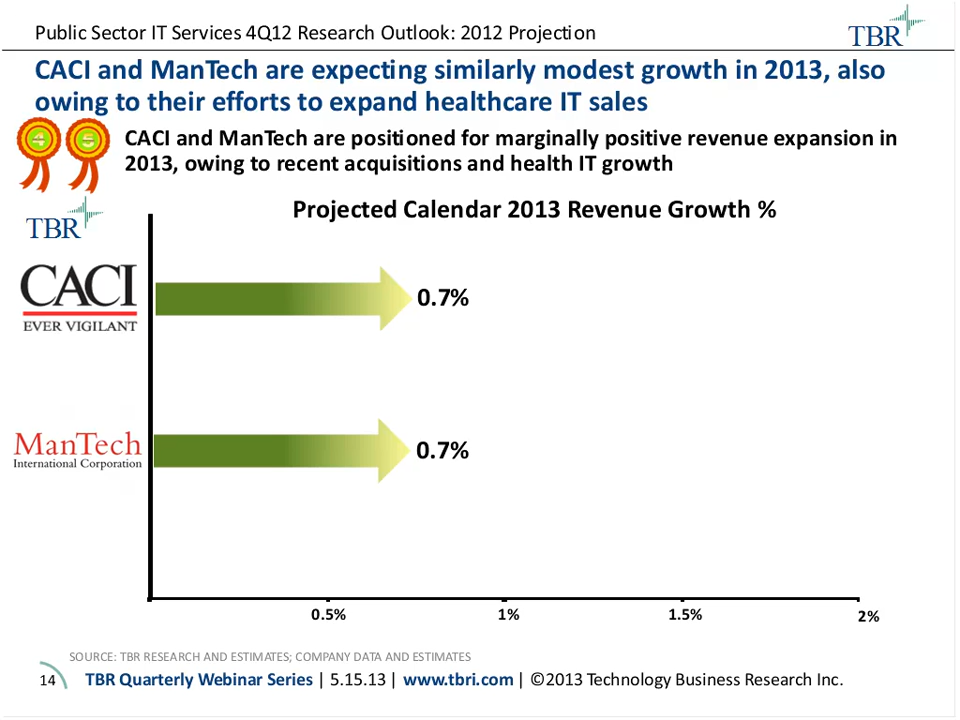 Public Sector IT Services 4Q12 Research Outlook: 2012 Projection
TBR
CACI and ManTech are expecting similarly modest growth in 2013, also
owing to their efforts to expand healthcare IT sales
4 5
CACI and ManTech are positioned for marginally positive revenue expansion in
2013, owing to recent acquisitions and health IT growth
TBR
Projected Calendar 2013 Revenue Growth %
CACI
EVER VIGILANT
0.7%
ManTech
International Corporation
0.7%
0.5% 1% 1.5% 2%
SOURCE: TBR RESEARCH AND ESTIMATES; COMPANY DATA AND ESTIMATES
14 TBR Quarterly Webinar Series | 5.15.13 | www.tbri.com | ©2013 Technology Business Research Inc.